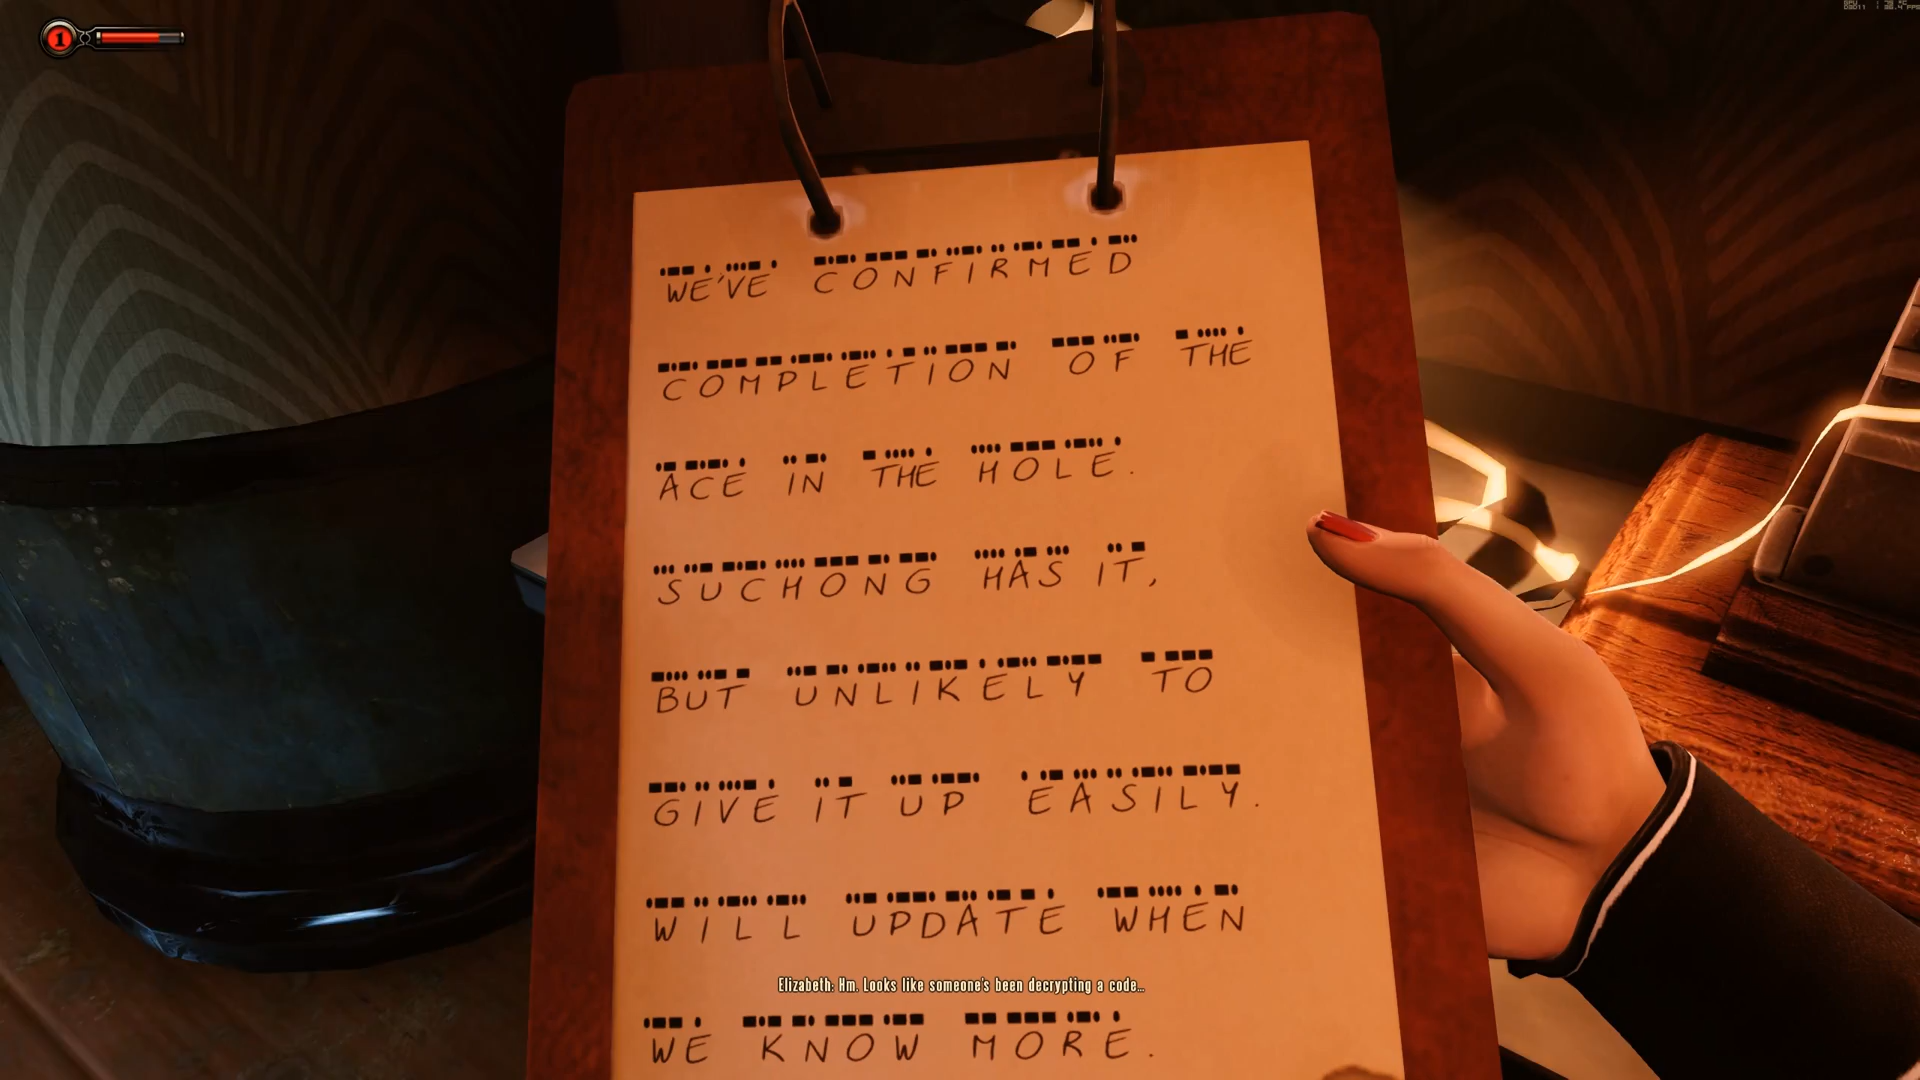 1
WE'VE CONFIRMED
COMPLETION OF THE
ACE IN THE HOLE.
SUCHONG HAS IT,
BUT UNLIKELY TO
GIVE IT UP EASILY.
WILL UPDATE WHEN
Elizabeth: Hm. Looks like someone's been decrypting a code...
WE KNOW MORE.